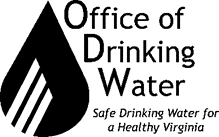 Office of
Drinking
Water
Safe Drinking Water for
a Healthy Virginia